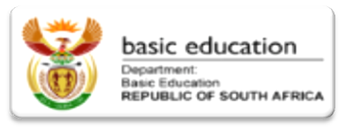 basic education
Department:
Basic Education
REPUBLIC OF SOUTH AFRICA